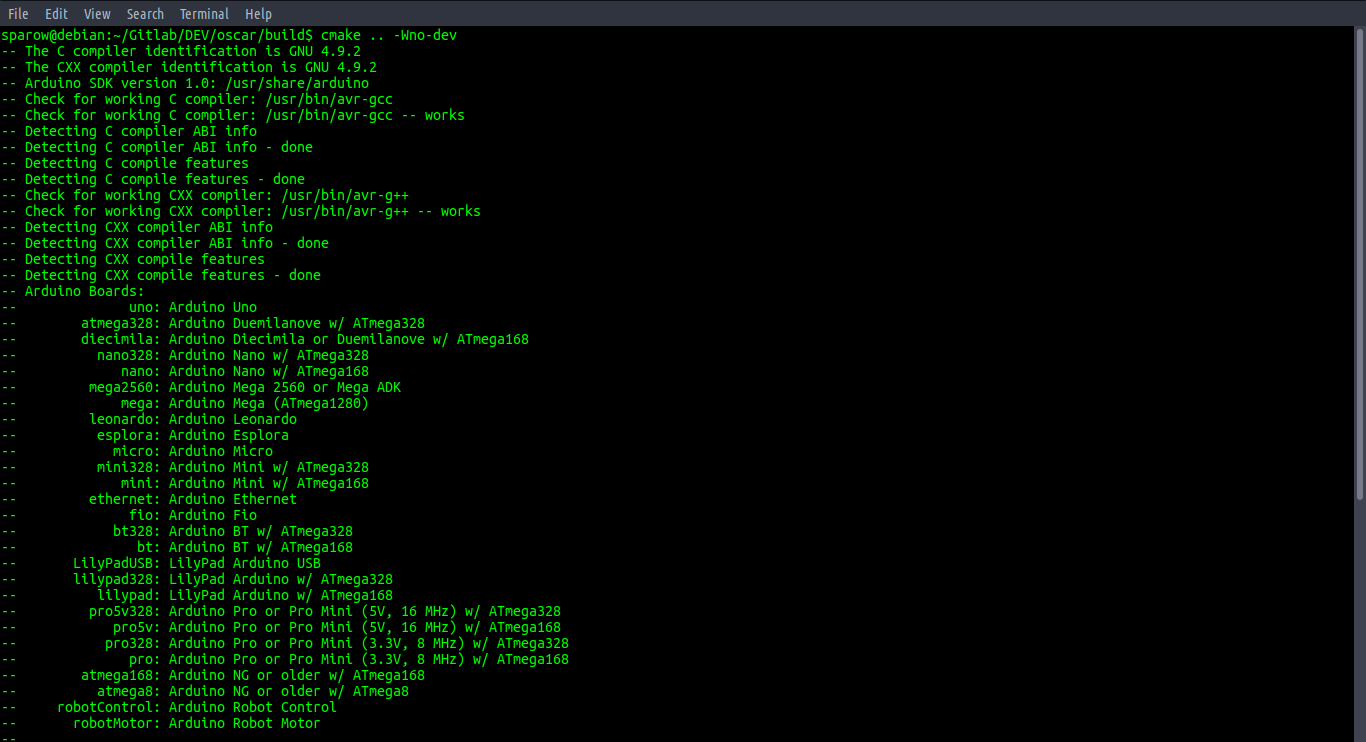 File Edit View Search Terminal Help
sparow@debian:~/Gitlab/DEV/oscar/build$ cmake .. -Wno-dev
-- The C compiler identification is GNU 4.9.2
-- The CXX compiler identification is GNU 4.9.2
-- Arduino SDK version 1.0: /usr/share/arduino
-- Check for working C compiler: /usr/bin/avr-gcc
-- Check for working C compiler: /usr/bin/avr-gcc -- works
-- Detecting C compiler ABI info
-- Detecting C compiler ABI info - done
-- Detecting C compile features
-- Detecting C compile features - done
-- Check for working CXX compiler: /usr/bin/avr-g++
-- Check for working CXX compiler: /usr/bin/avr-g++ -- works
-- Detecting CXX compiler ABI info
-- Detecting CXX compiler ABI info - done
-- Detecting CXX compile features
-- Detecting CXX compile features - done
-- Arduino Boards:
--              uno: Arduino Uno
--        atmega328: Arduino Duemilanove w/ ATmega328
--        diecimila: Arduino Diecimila or Duemilanove w/ ATmega168
--          nano328: Arduino Nano w/ ATmega328
--             nano: Arduino Nano w/ ATmega168
--         mega2560: Arduino Mega 2560 or Mega ADK
--             mega: Arduino Mega (ATmega1280)
--         leonardo: Arduino Leonardo
--          esplora: Arduino Esplora
--            micro: Arduino Micro
--          mini328: Arduino Mini w/ ATmega328
--             mini: Arduino Mini w/ ATmega168
--         ethernet: Arduino Ethernet
--              fio: Arduino Fio
--            bt328: Arduino BT w/ ATmega328
--               bt: Arduino BT w/ ATmega168
--       LilyPadUSB: LilyPad Arduino USB
--       lilypad328: LilyPad Arduino w/ ATmega328
--          lilypad: LilyPad Arduino w/ ATmega168
--         pro5v328: Arduino Pro or Pro Mini (5V, 16 MHz) w/ ATmega328
--            pro5v: Arduino Pro or Pro Mini (5V, 16 MHz) w/ ATmega168
--           pro328: Arduino Pro or Pro Mini (3.3V, 8 MHz) w/ ATmega328
--              pro: Arduino Pro or Pro Mini (3.3V, 8 MHz) w/ ATmega168
--        atmega168: Arduino NG or older w/ ATmega168
--          atmega8: Arduino NG or older w/ ATmega8
--     robotControl: Arduino Robot Control
--       robotMotor: Arduino Robot Motor
--